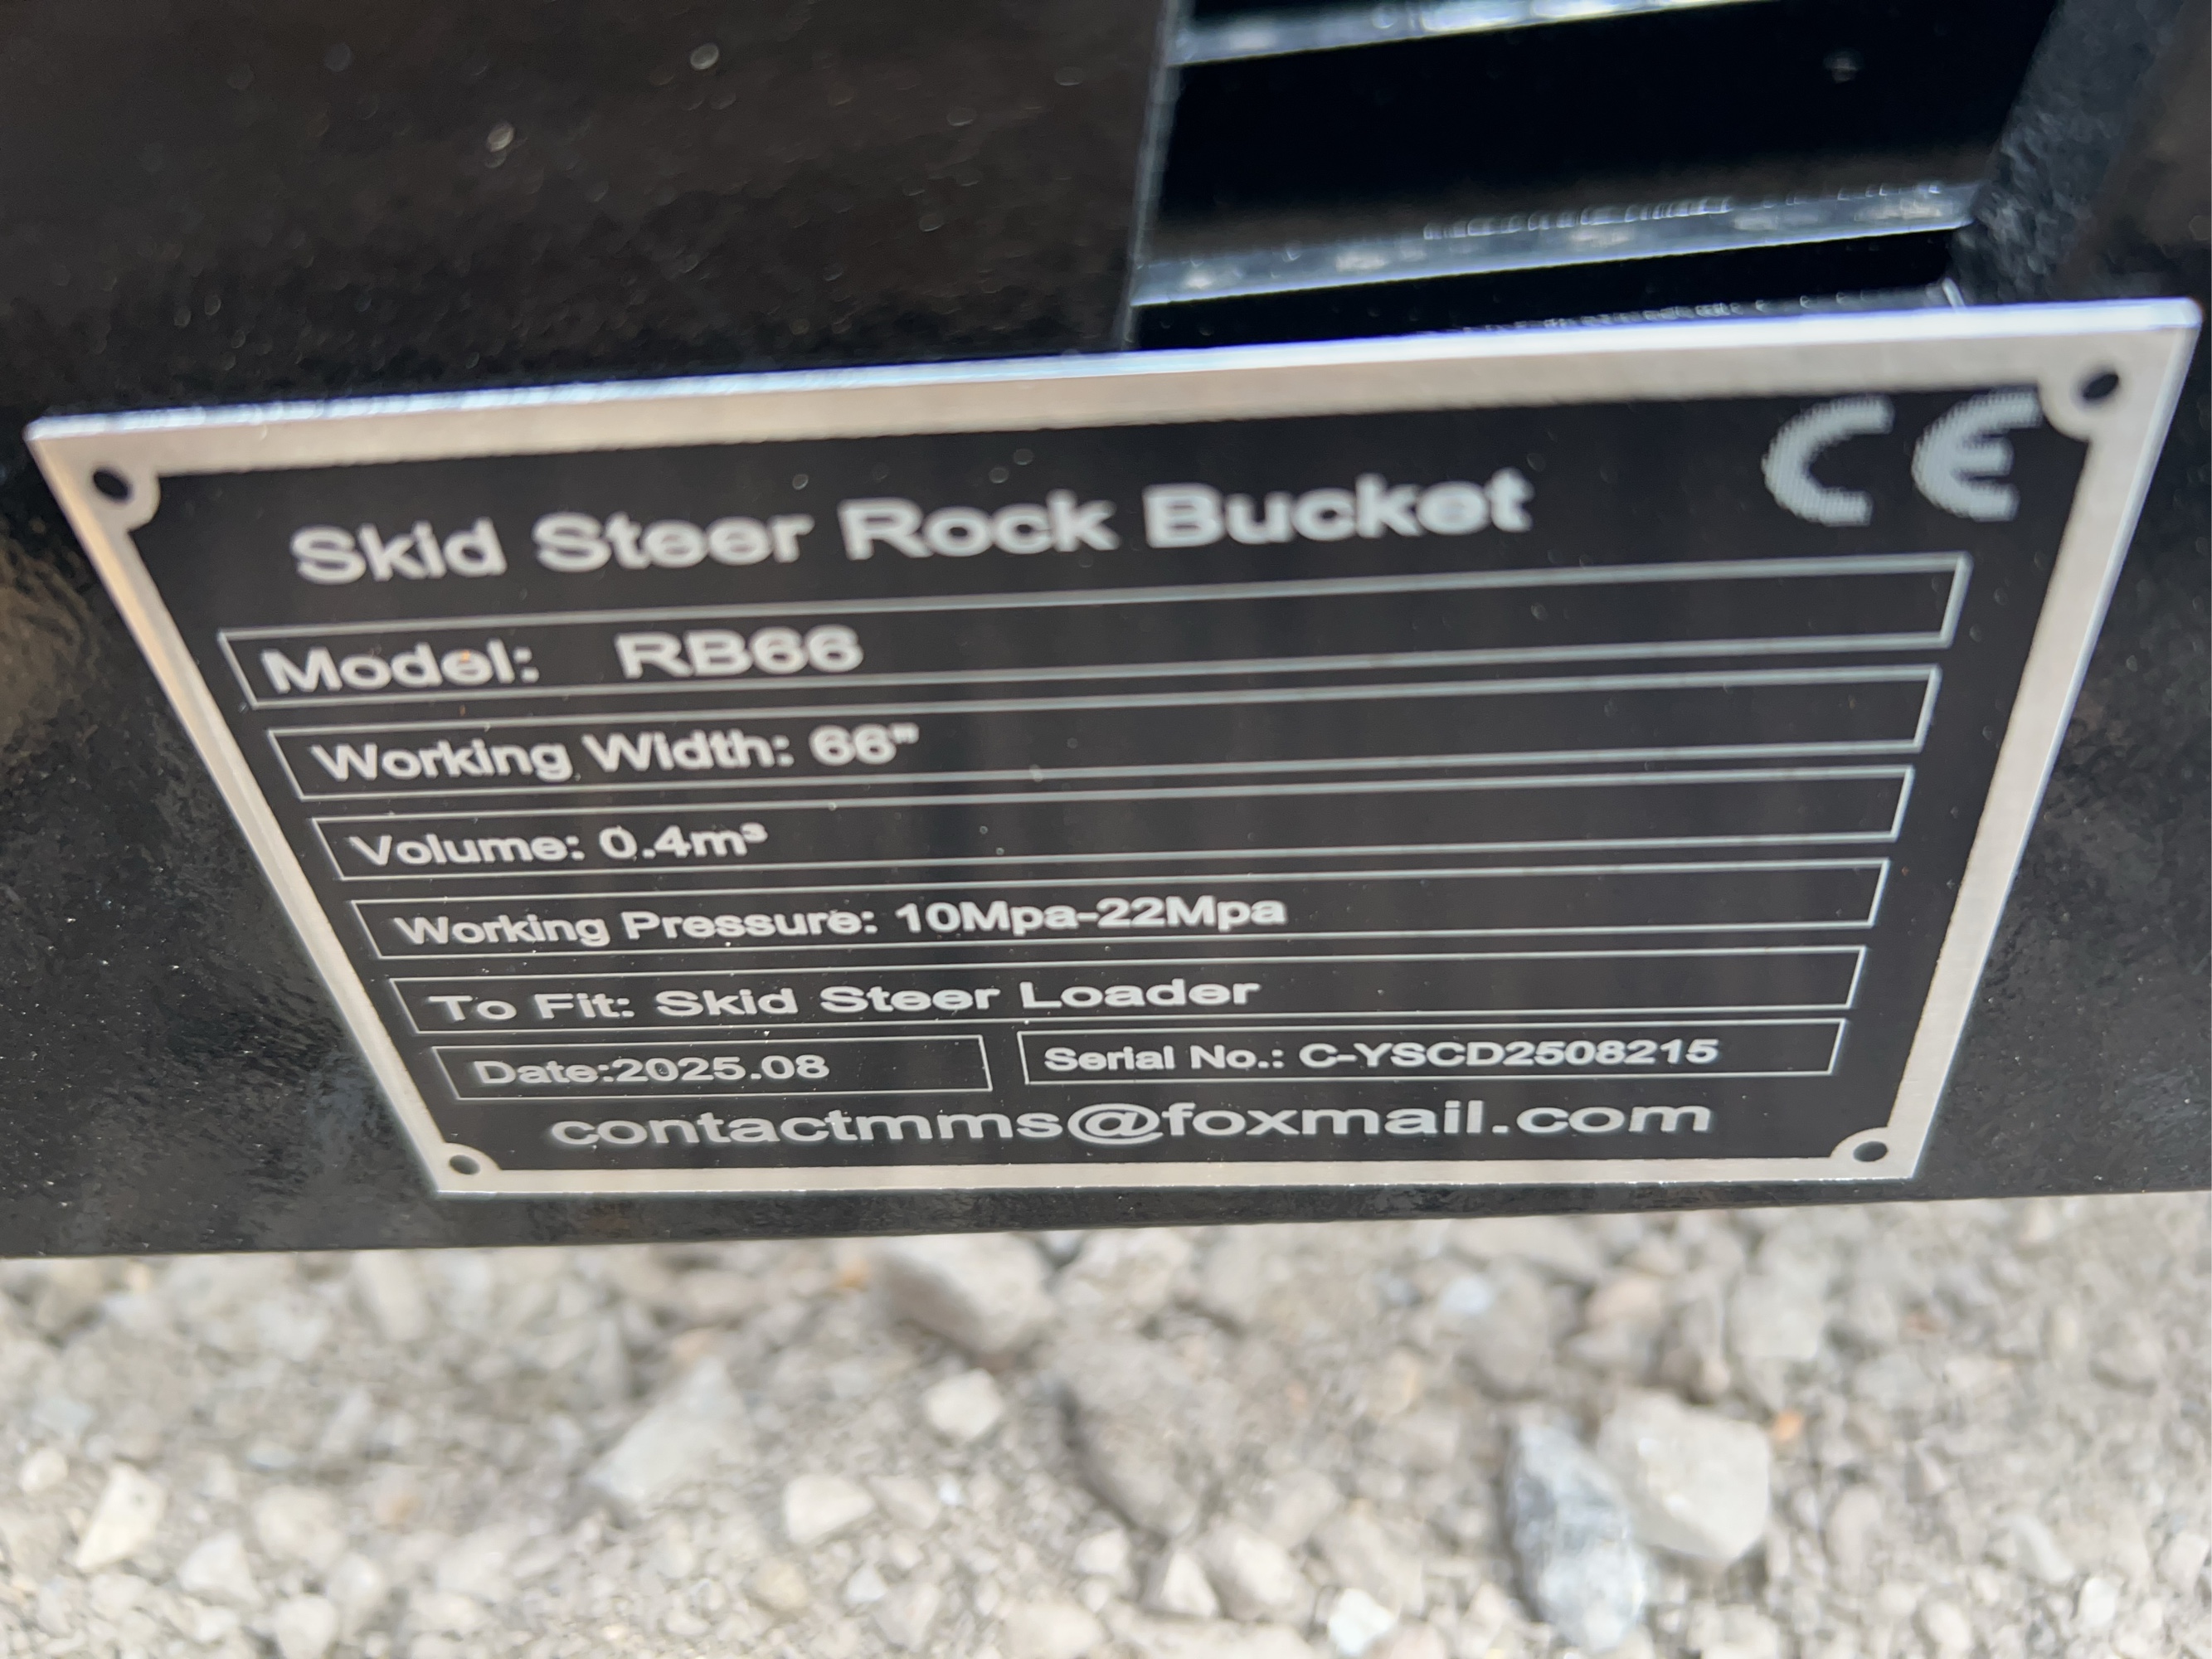 CE
Skid Steer Rock Bucket
Model: RB66
Working Width: 66"
Volume: 0.4m³
Working Pressure: 10Mpa-22Mpa
To Fit: Skid Steer Loader
Date:2025.08
Serial No.: C-YSCD2508215
contactmms@foxmail.com